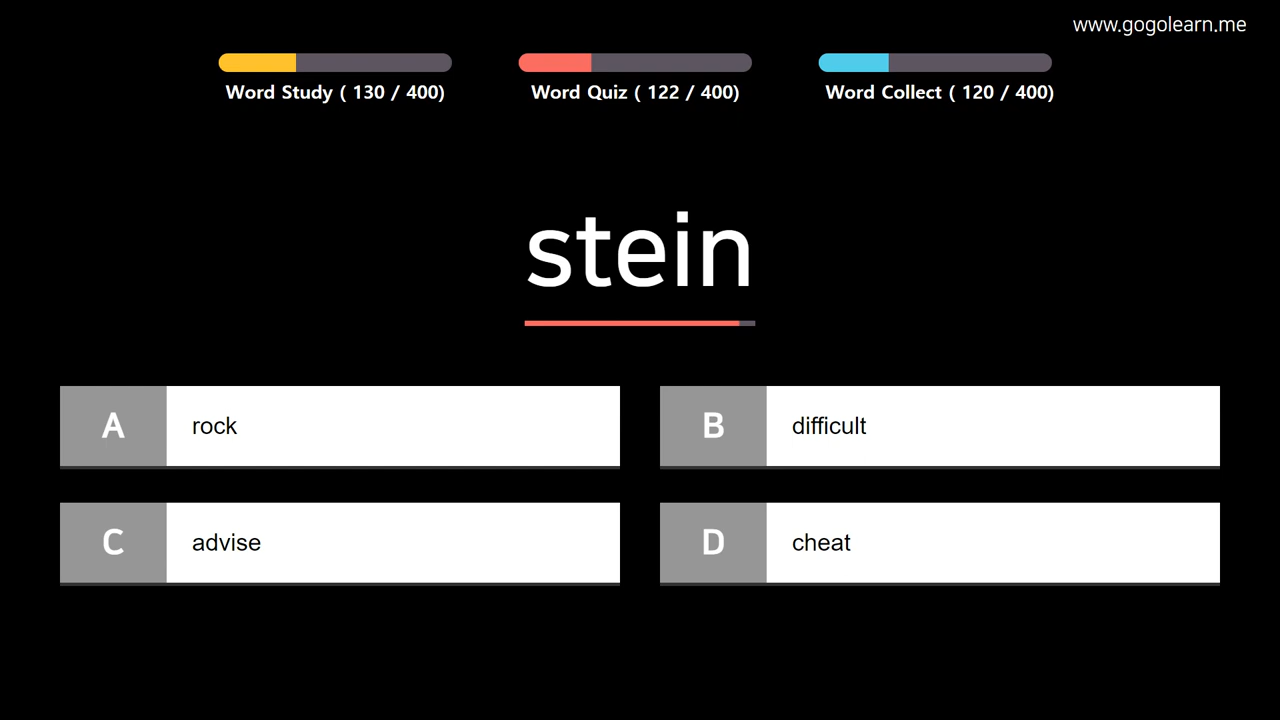 www.gogolearn.me
Word Study ( 130 / 400)
Word Quiz ( 122 / 400)
Word Collect ( 120 / 400)
stein
A rock
B difficult
C advise
D cheat